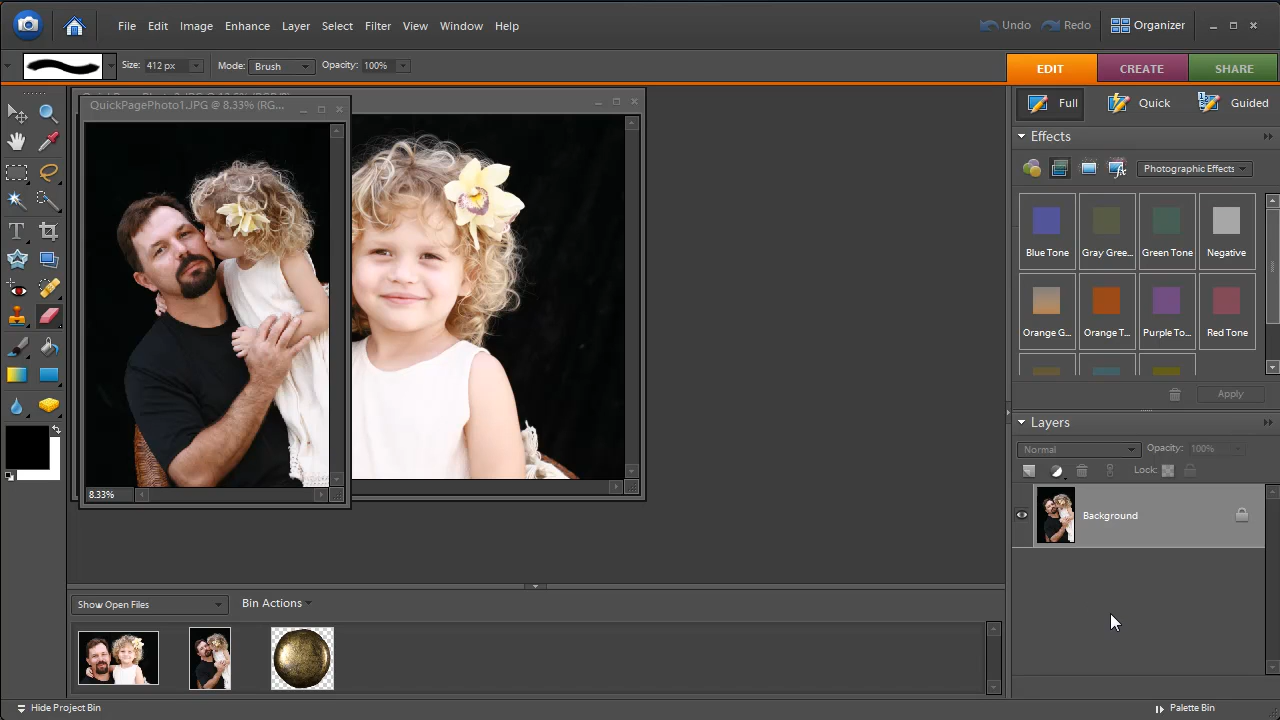 File Edit Image Enhance Layer Select Filter View Window Help
Undo Redo Organizer
Size: 412 px Mode: Brush Opacity: 100%
EDIT CREATE SHARE
QuickPagePhoto1.JPG @ 8.33% (RG...
Full Quick Guided
Effects
Photographic Effects
Blue Tone Gray Gree... Green Tone Negative
Orange G... Orange T... Purple To... Red Tone
Apply
Layers
Normal Opacity: 100%
Lock:
Background
8.33%
Show Open Files Bin Actions
Hide Project Bin Palette Bin